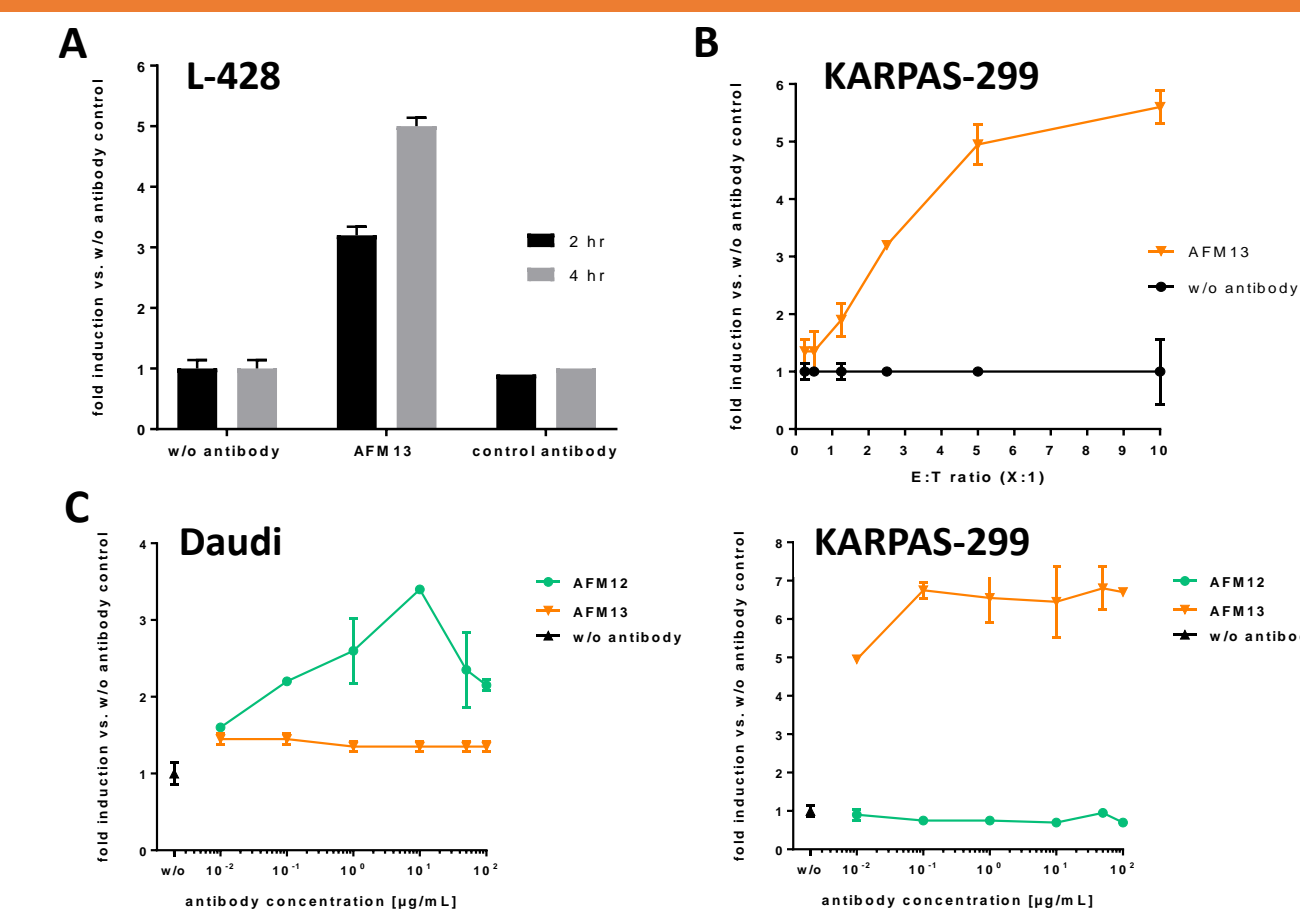 A
L-428
fold induction vs. w/o antibody control
6
5
4
3
2
1
0
w/o antibody
AFM13
control antibody
2 hr
4 hr
B
KARPAS-299
fold induction vs. w/o antibody control
6
5
4
3
2
1
0
0 1 2 3 4 5 6 7 8 9 10
E:T ratio (X:1)
AFM13
w/o antibody
C
Daudi
fold induction vs. w/o antibody control
4
3
2
1
0
w/o 10⁻² 10⁻¹ 10⁰ 10¹ 10²
antibody concentration [µg/mL]
AFM12
AFM13
w/o antibody
KARPAS-299
fold induction vs. w/o antibody control
8
7
6
5
4
3
2
1
0
w/o 10⁻² 10⁻¹ 10⁰ 10¹ 10²
antibody concentration [µg/mL]
AFM12
AFM13
w/o